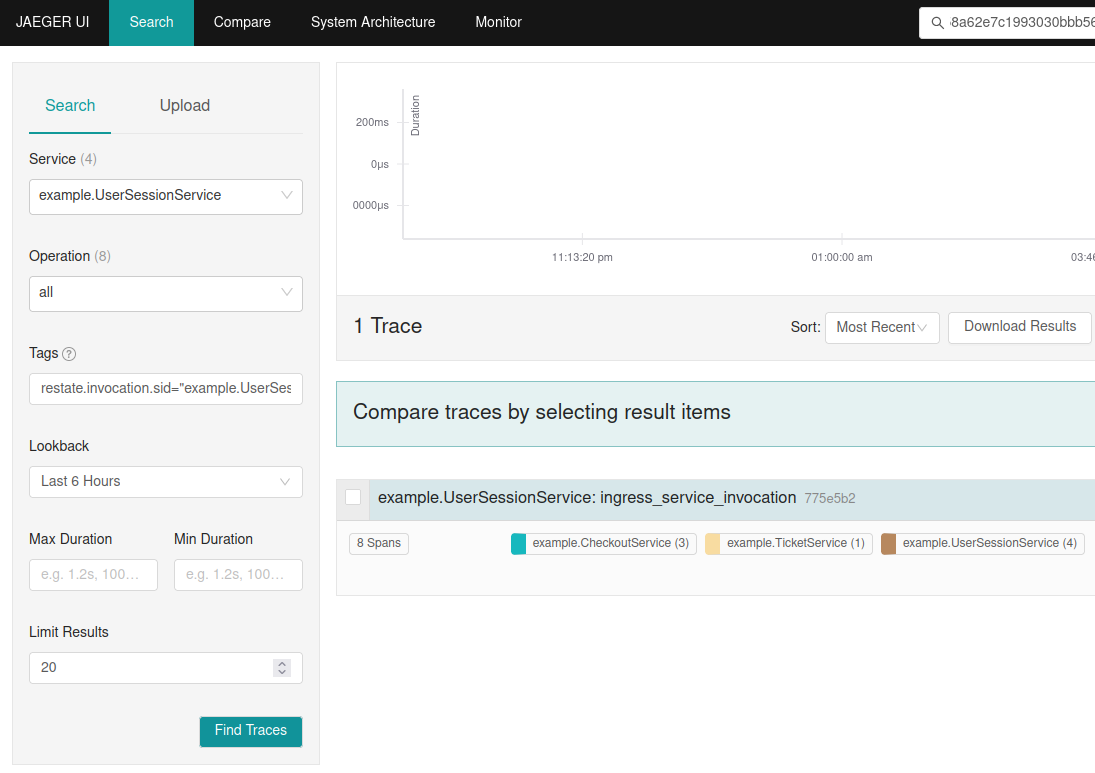 JAEGER UI Search Compare System Architecture Monitor 8a62e7c1993030bbb56
Search Upload
Service (4)
example.UserSessionService
Operation (8)
all
Tags ?
restate.invocation.sid="example.UserSes
Lookback
Last 6 Hours
Max Duration Min Duration
e.g. 1.2s, 100… e.g. 1.2s, 100…
Limit Results
20
Find Traces
Duration
200ms
0μs
0000μs
11:13:20 pm 01:00:00 am 03:46
1 Trace Sort: Most Recent Download Results
Compare traces by selecting result items
example.UserSessionService: ingress_service_invocation 775e5b2
8 Spans example.CheckoutService (3) example.TicketService (1) example.UserSessionService (4)